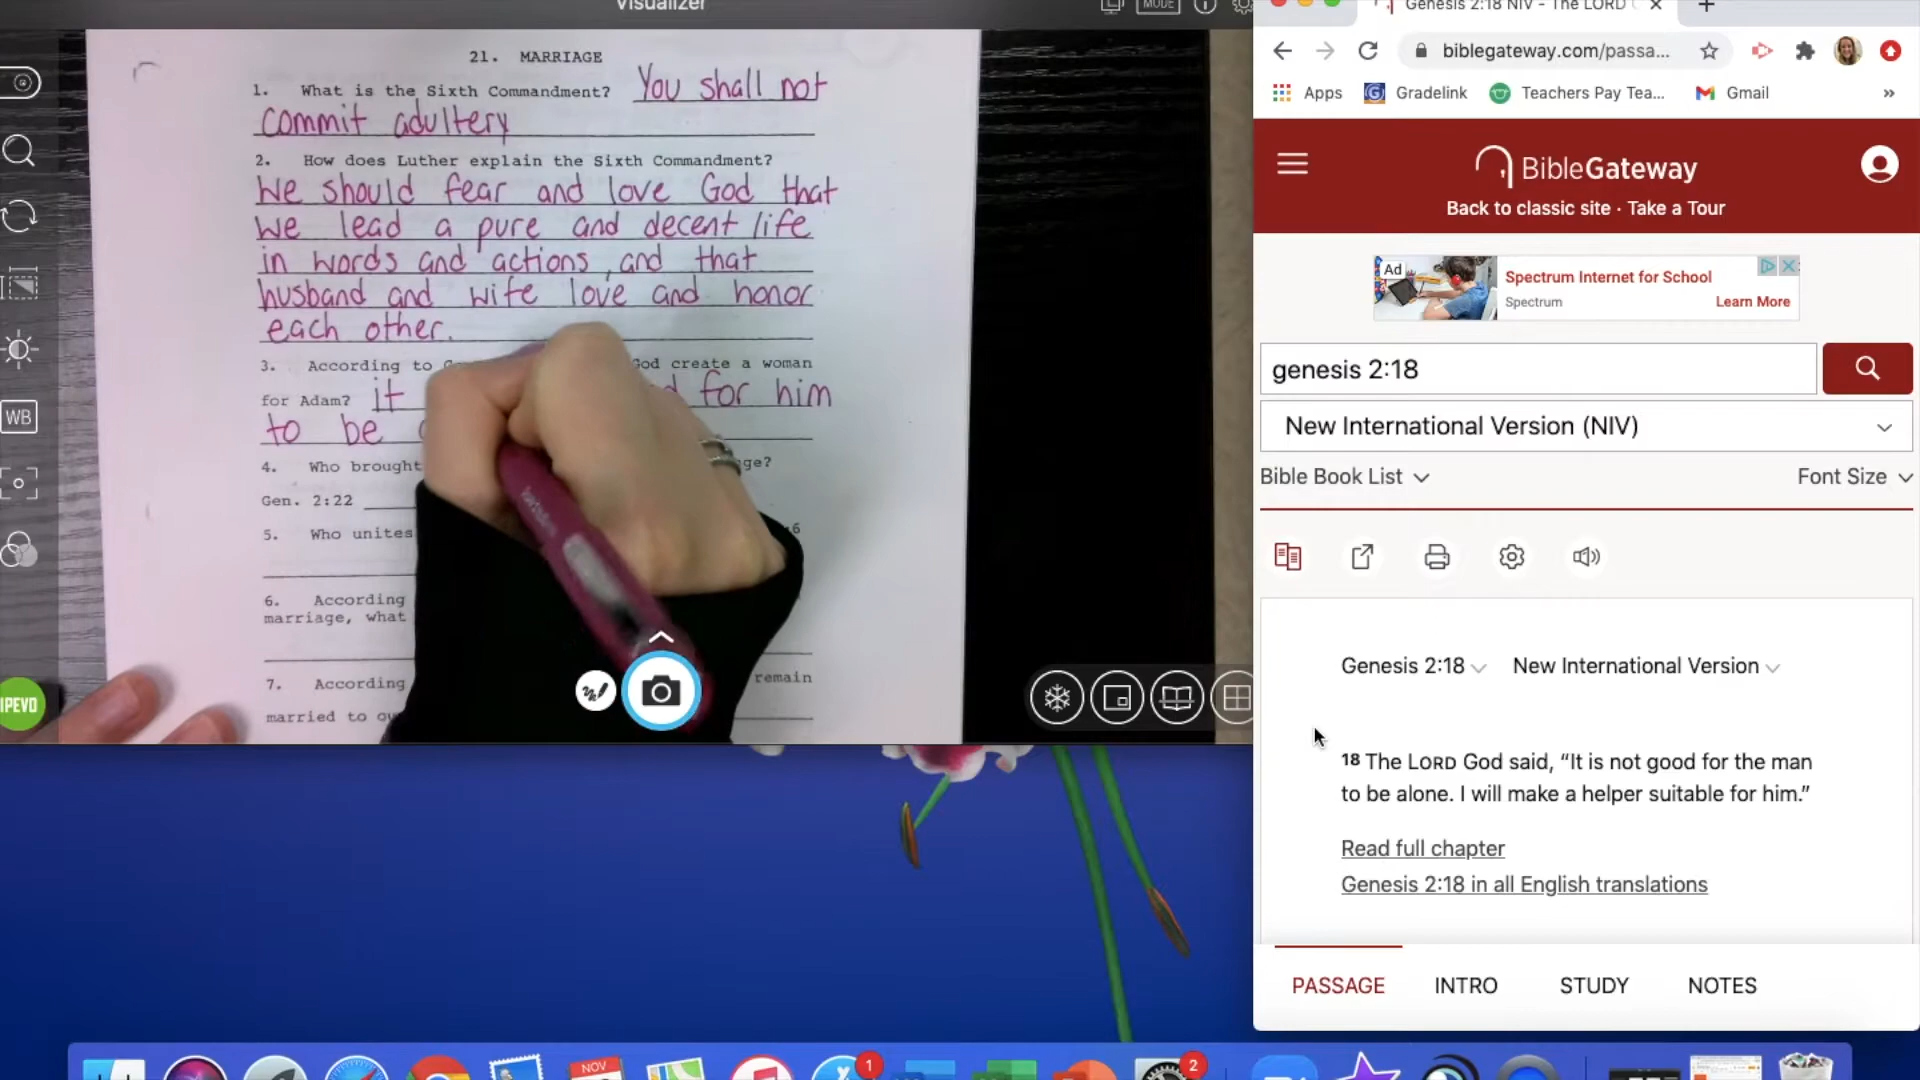 Visualizer
MODE
21. MARRIAGE
1. What is the Sixth Commandment? You shall not
commit adultery
2. How does Luther explain the Sixth Commandment?
We should fear and love God that
we lead a pure and decent life
in words and actions, and that
husband and wife love and honor
each other.
3. According to God create a woman
for Adam? it for him
to be
4. Who brought
Gen. 2:22
5. Who unites
6. According
marriage, what
7. According remain
married to
WB
IPEVO
Genesis 2:18 NIV - The LORD
biblegateway.com/passa...
Apps Gradelink Teachers Pay Tea... Gmail »
BibleGateway
Back to classic site · Take a Tour
Ad
Spectrum Internet for School
Spectrum Learn More
genesis 2:18
New International Version (NIV)
Bible Book List Font Size
Genesis 2:18 New International Version
18 The LORD God said, “It is not good for the man
to be alone. I will make a helper suitable for him.”
Read full chapter
Genesis 2:18 in all English translations
PASSAGE INTRO STUDY NOTES
NOV
1
2